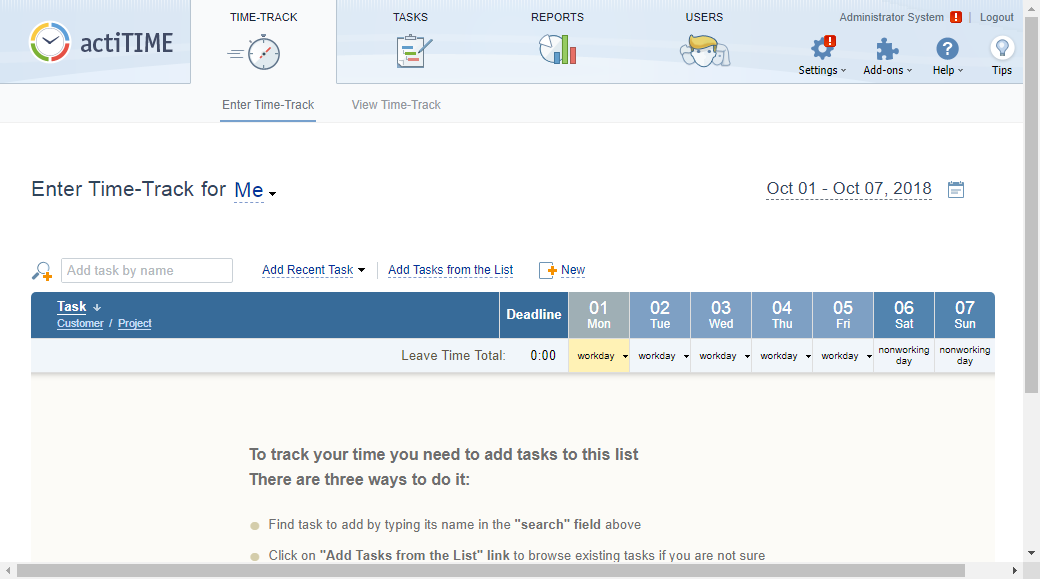 actiTIME
TIME-TRACK
TASKS
REPORTS
USERS
Administrator System ! | Logout
Settings
Add-ons
? Help
Tips
Enter Time-Track
View Time-Track
Enter Time-Track for Me
Oct 01 - Oct 07, 2018
Add task by name
Add Recent Task
Add Tasks from the List
New
Task ↓
Customer / Project
Deadline
01 Mon
02 Tue
03 Wed
04 Thu
05 Fri
06 Sat
07 Sun
Leave Time Total: 0:00
workday
workday
workday
workday
workday
nonworking day
nonworking day
To track your time you need to add tasks to this list
There are three ways to do it:
Find task to add by typing its name in the "search" field above
Click on "Add Tasks from the List" link to browse existing tasks if you are not sure